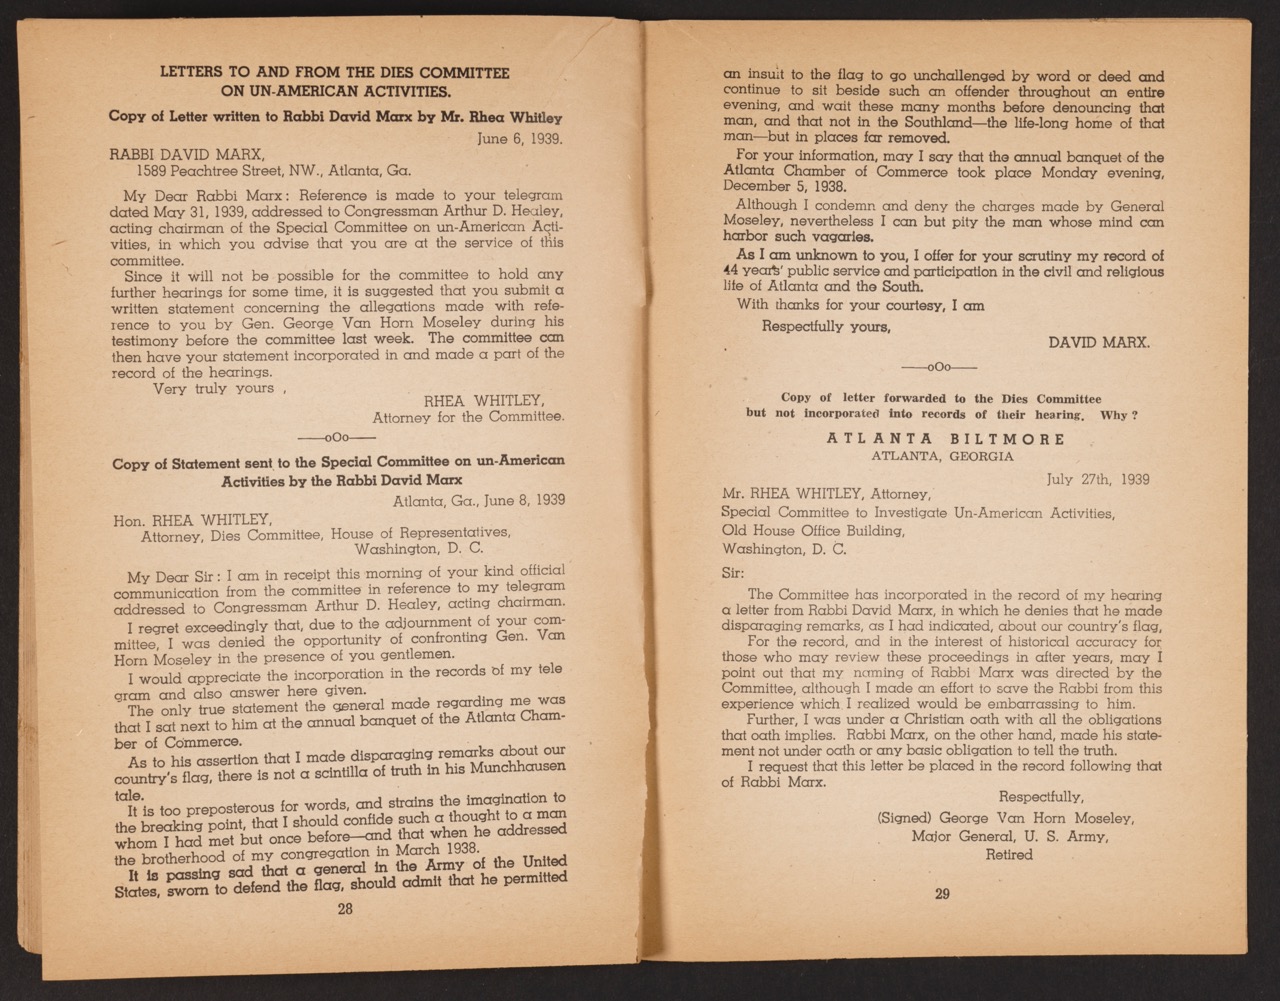 LETTERS TO AND FROM THE DIES COMMITTEE
ON UN-AMERICAN ACTIVITIES.
Copy of Letter written to Rabbi David Marx by Mr. Rhea Whitley
June 6, 1939.
RABBI DAVID MARX,
1589 Peachtree Street, NW., Atlanta, Ga.
My Dear Rabbi Marx: Reference is made to your telegram
dated May 31, 1939, addressed to Congressman Arthur D. Healey,
acting chairman of the Special Committee on un-American Acti-
vities, in which you advise that you are at the service of this
committee.
Since it will not be possible for the committee to hold any
further hearings for some time, it is suggested that you submit a
written statement concerning the allegations made with refe-
rence to you by Gen. George Van Horn Moseley during his
testimony before the committee last week. The committee can
then have your statement incorporated in and made a part of the
record of the hearings.
Very truly yours ,
RHEA WHITLEY,
Attorney for the Committee.
——oOo——
Copy of Statement sent to the Special Committee on un-American
Activities by the Rabbi David Marx
Atlanta, Ga., June 8, 1939
Hon. RHEA WHITLEY,
Attorney, Dies Committee, House of Representatives,
Washington, D. C.
My Dear Sir: I am in receipt this morning of your kind official
communication from the committee in reference to my telegram
addressed to Congressman Arthur D. Healey, acting chairman.
I regret exceedingly that, due to the adjournment of your com-
mittee, I was denied the opportunity of confronting Gen. Van
Horn Moseley in the presence of you gentlemen.
I would appreciate the incorporation in the records of my tele
gram and also answer here given.
The only true statement the general made regarding me was
that I sat next to him at the annual banquet of the Atlanta Cham-
ber of Commerce.
As to his assertion that I made disparaging remarks about our
country's flag, there is not a scintilla of truth in his Munchhausen
tale.
It is too preposterous for words, and strains the imagination to
the breaking point, that I should confide such a thought to a man
whom I had met but once before—and that when he addressed
the brotherhood of my congregation in March 1938.
It is passing sad that a general in the Army of the United
States, sworn to defend the flag, should admit that he permitted
28
an insult to the flag to go unchallenged by word or deed and
continue to sit beside such an offender throughout an entire
evening, and wait these many months before denouncing that
man, and that not in the Southland—the life-long home of that
man—but in places far removed.
For your information, may I say that the annual banquet of the
Atlanta Chamber of Commerce took place Monday evening,
December 5, 1938.
Although I condemn and deny the charges made by General
Moseley, nevertheless I can but pity the man whose mind can
harbor such vagaries.
As I am unknown to you, I offer for your scrutiny my record of
44 years' public service and participation in the civil and religious
life of Atlanta and the South.
With thanks for your courtesy, I am
Respectfully yours,
DAVID MARX.
——oOo——
Copy of letter forwarded to the Dies Committee
but not incorporated into records of their hearing. Why?
ATLANTA BILTMORE
ATLANTA, GEORGIA
July 27th, 1939
Mr. RHEA WHITLEY, Attorney,
Special Committee to Investigate Un-American Activities,
Old House Office Building,
Washington, D. C.
Sir:
The Committee has incorporated in the record of my hearing
a letter from Rabbi David Marx, in which he denies that he made
disparaging remarks, as I had indicated, about our country's flag,
For the record, and in the interest of historical accuracy for
those who may review these proceedings in after years, may I
point out that my naming of Rabbi Marx was directed by the
Committee, although I made an effort to save the Rabbi from this
experience which I realized would be embarrassing to him.
Further, I was under a Christian oath with all the obligations
that oath implies. Rabbi Marx, on the other hand, made his state-
ment not under oath or any basic obligation to tell the truth.
I request that this letter be placed in the record following that
of Rabbi Marx.
Respectfully,
(Signed) George Van Horn Moseley,
Major General, U. S. Army,
Retired
29